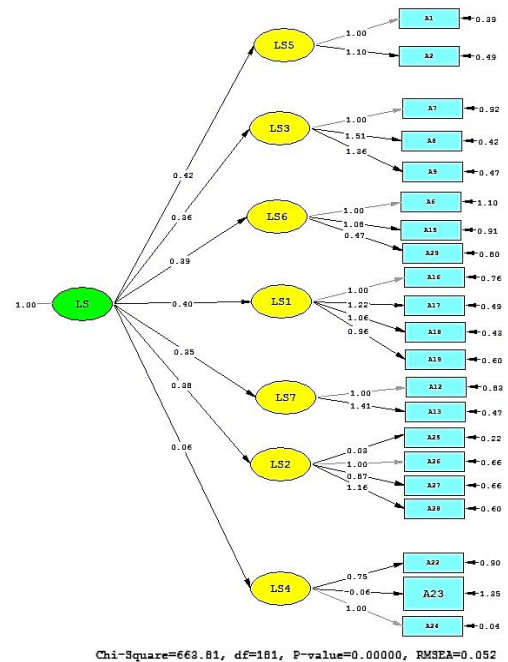 A1
0.39
1.00
LS5
1.10
A2
0.49
A7
0.92
1.00
LS3
1.51
A8
0.42
1.36
A9
0.47
0.42
0.36
A6
1.10
1.00
LS6
1.08
A15
0.91
0.47
A29
0.80
0.39
A16
0.76
1.00
1.00
LS
0.40
LS1
1.22
A17
0.49
1.06
A18
0.43
0.96
A19
0.60
0.35
A12
0.83
1.00
LS7
1.41
A13
0.47
0.38
A25
0.22
0.03
LS2
1.00
A26
0.66
0.87
A27
0.66
1.16
A28
0.60
0.06
A22
0.90
0.75
LS4
-0.06
A23
1.35
1.00
A24
0.04
Chi-Square=663.81, df=181, P-value=0.00000, RMSEA=0.052